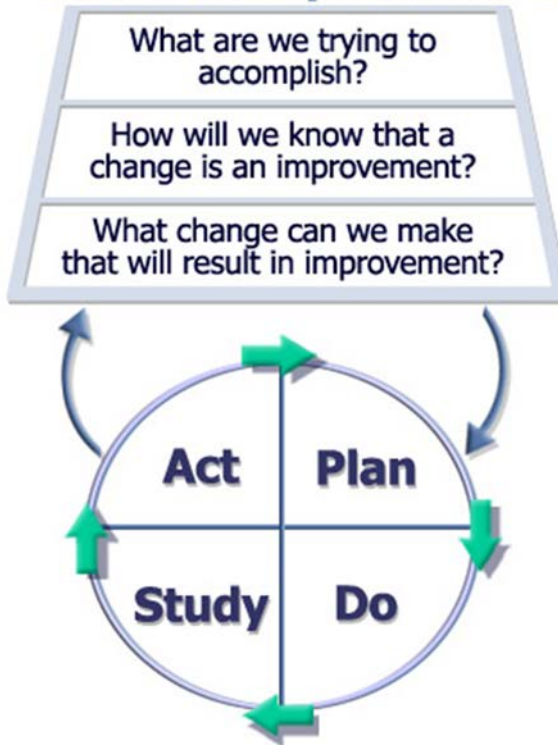 What are we trying to
accomplish?
How will we know that a
change is an improvement?
What change can we make
that will result in improvement?
Act
Plan
Study
Do